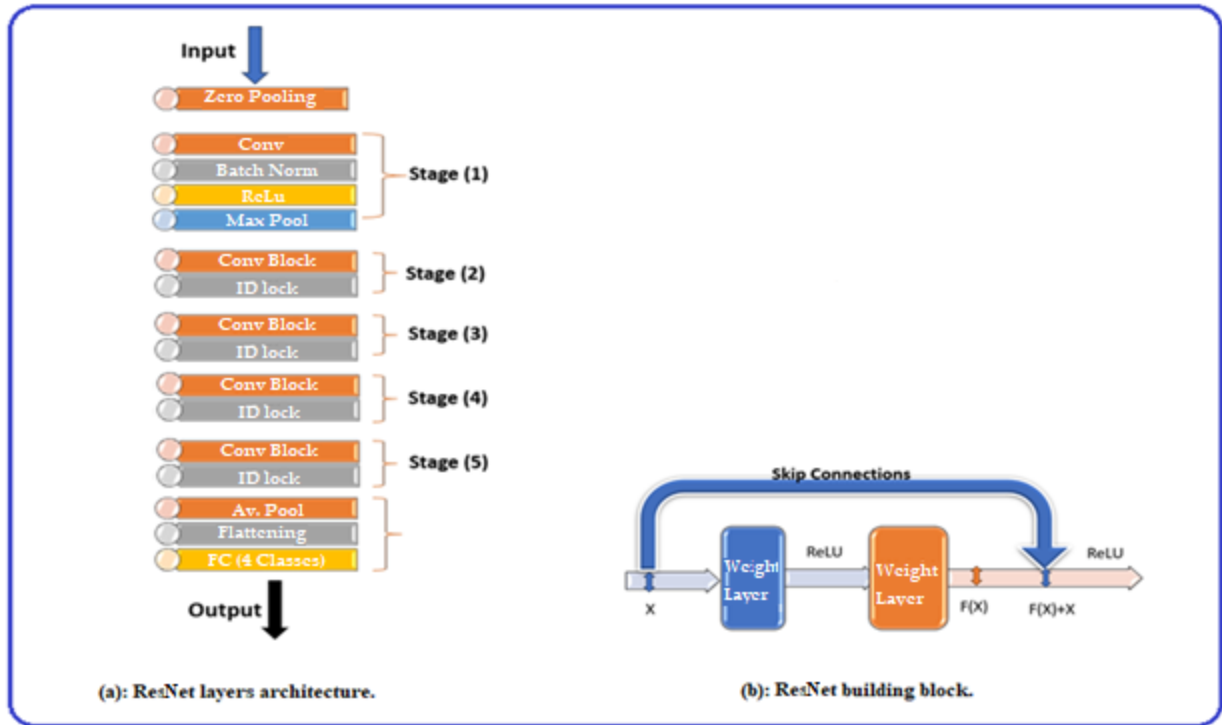 Input
Zero Pooling
Conv
Batch Norm
ReLu
Max Pool
Stage (1)
Conv Block
ID lock
Stage (2)
Conv Block
ID lock
Stage (3)
Conv Block
ID lock
Stage (4)
Conv Block
ID lock
Stage (5)
Av. Pool
Flattening
FC (4 Classes)
Output
(a): ResNet layers architecture.
Skip Connections
X
Weight
Layer
ReLU
Weight
Layer
F(X)
F(X)+X
ReLU
(b): ResNet building block.